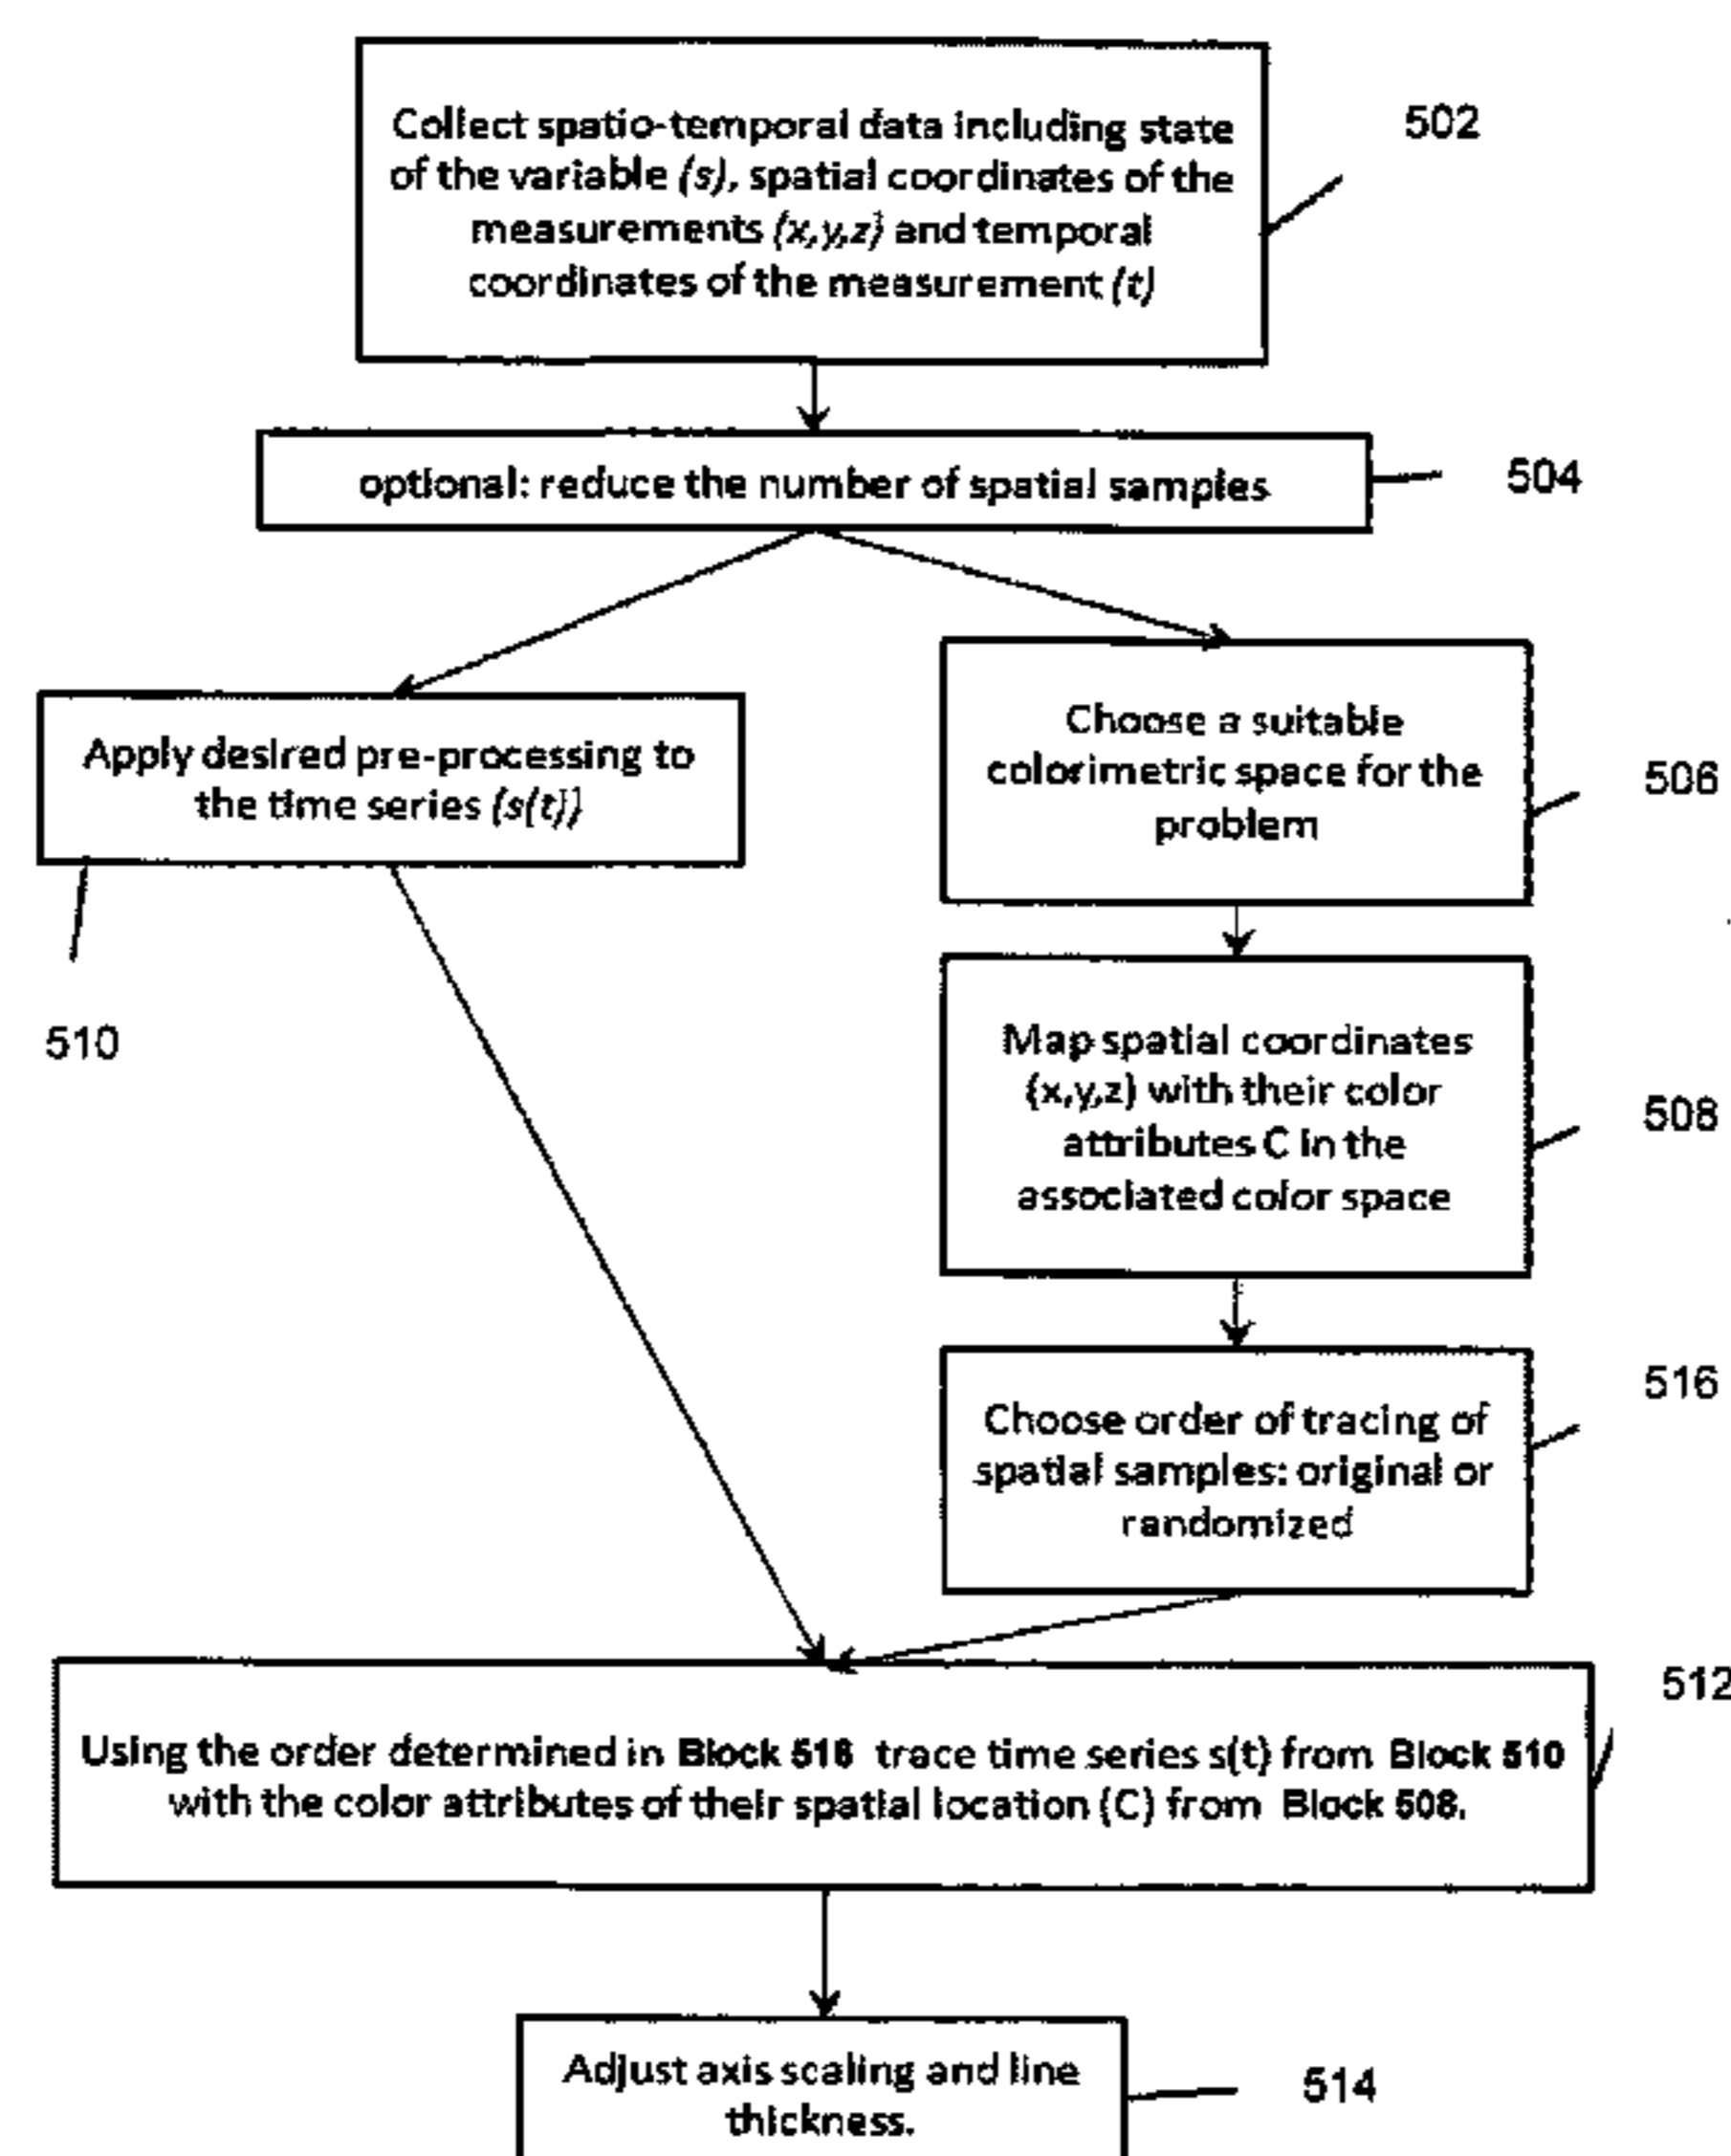 Collect spatio-temporal data including state
of the variable (s), spatial coordinates of the
measurements (x,y,z) and temporal
coordinates of the measurement (t)
502
optional: reduce the number of spatial samples
504
Apply desired pre-processing to
the time series (s(t))
510
Choose a suitable
colorimetric space for the
problem
506
Map spatial coordinates
(x,y,z) with their color
attributes C in the
associated color space
508
Choose order of tracing of
spatial samples: original or
randomized
516
Using the order determined in Block 516 trace time series s(t) from Block 510
with the color attributes of their spatial location (C) from Block 508.
512
Adjust axis scaling and line
thickness.
514